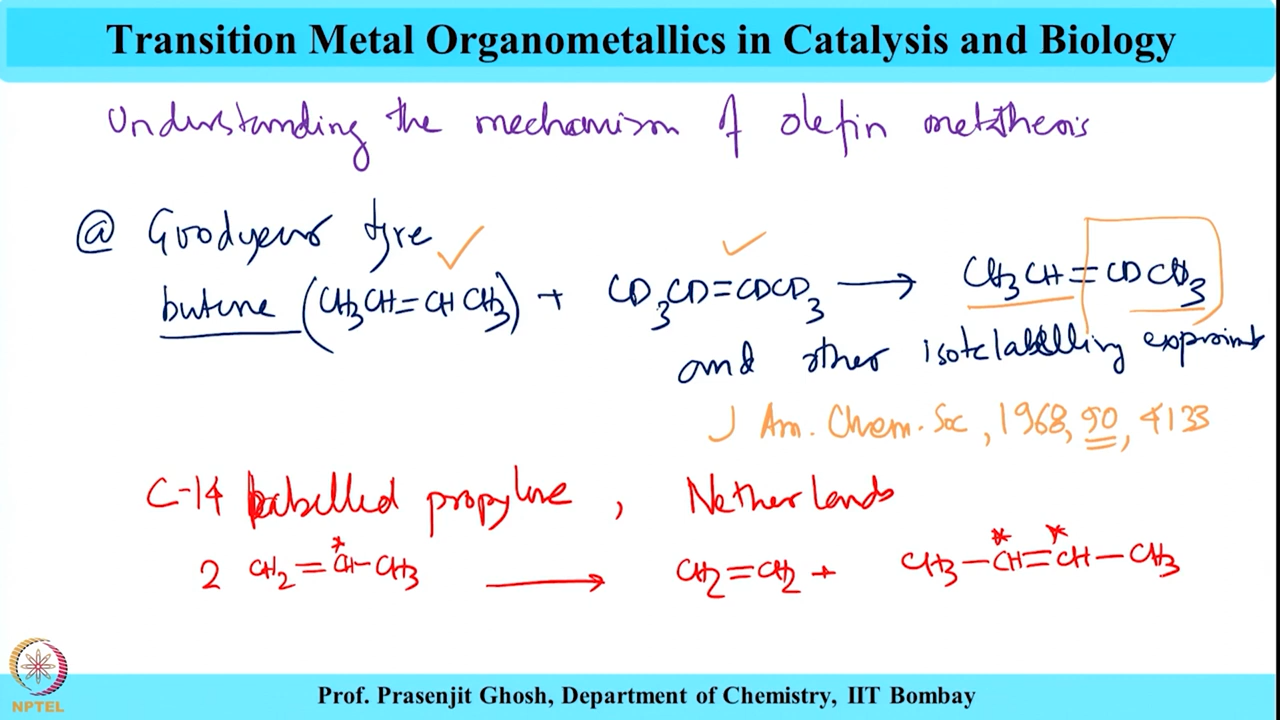 Transition Metal Organometallics in Catalysis and Biology
Understanding the mechanism of olefin metathesis
@ Goodyear tyre
butene (CH3CH=CHCH3) + CD3CD=CDCD3 → CH3CH=CDCD3
and other isotelabelling
J Am. Chem. Soc, 1968, 90, 4133
C-14 labelled propylene, Netherlands
2 CH2=*CH-CH3 → CH2=CH2 + CH3-*CH=*CH-CH3
NPTEL
Prof. Prasenjit Ghosh, Department of Chemistry, IIT Bombay